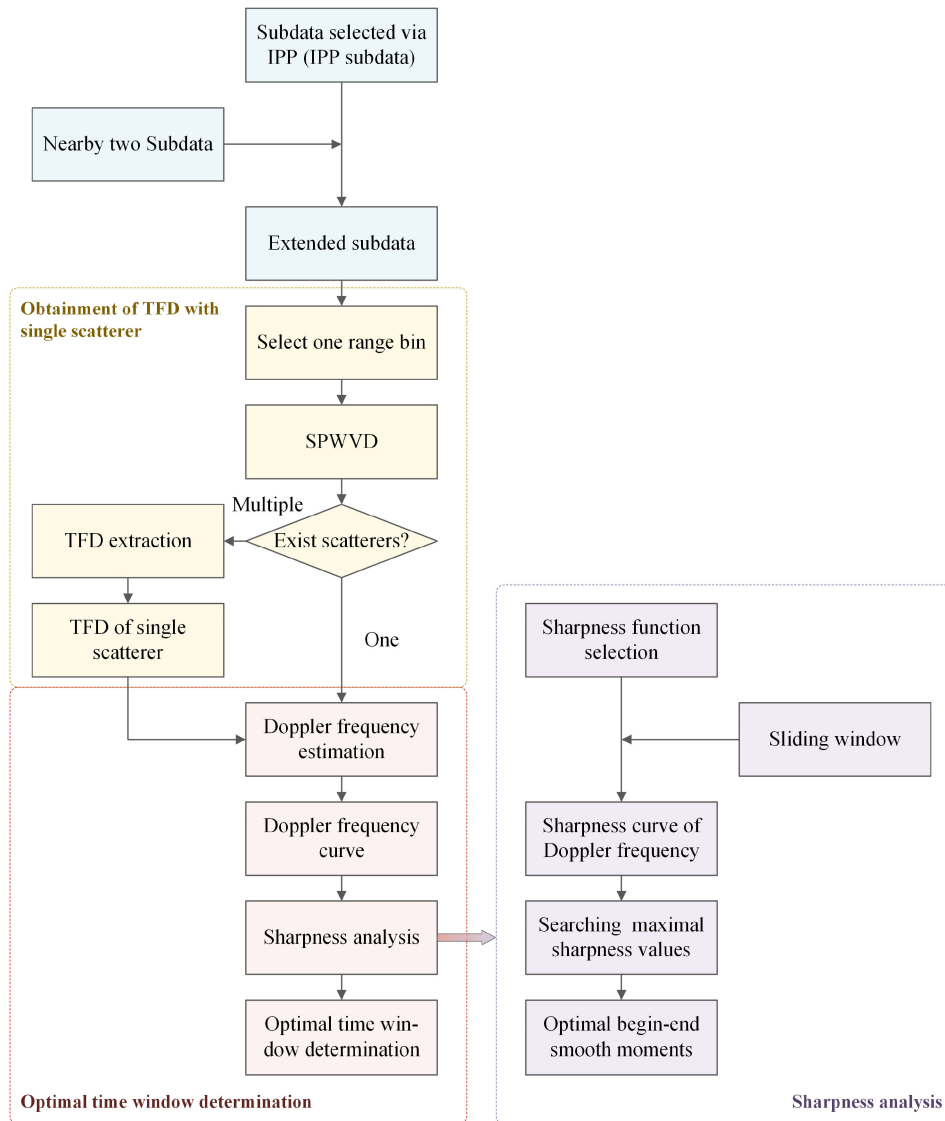 Subdata selected via
IPP (IPP subdata)
Nearby two Subdata
Extended subdata
Obtainment of TFD with
single scatterer
Select one range bin
SPWVD
Multiple
Exist scatterers?
TFD extraction
TFD of single
scatterer
One
Doppler frequency
estimation
Doppler frequency
curve
Sharpness analysis
Optimal time win-
dow determination
Optimal time window determination
Sharpness function
selection
Sliding window
Sharpness curve of
Doppler frequency
Searching maximal
sharpness values
Optimal begin-end
smooth moments
Sharpness analysis